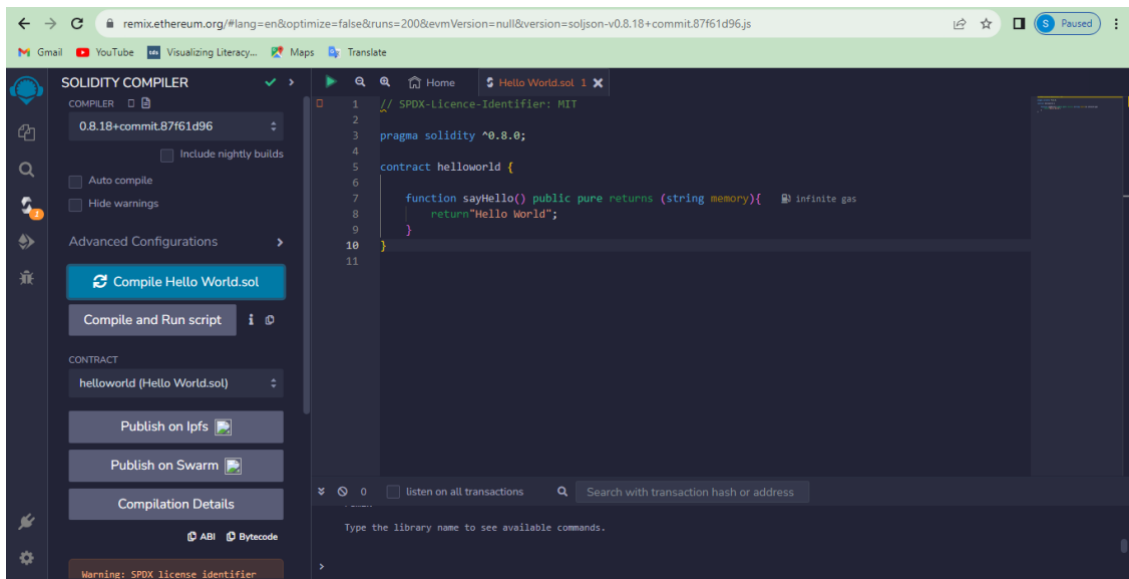 remix.ethereum.org/#lang=en&optimize=false&runs=200&evmVersion=null&version=soljson-v0.8.18+commit.87f61d96.js
S Paused
Gmail YouTube Visualizing Literacy... Maps Translate
SOLIDITY COMPILER
COMPILER
0.8.18+commit.87f61d96
Include nightly builds
Auto compile
Hide warnings
1
Advanced Configurations
Compile Hello World.sol
Compile and Run script
CONTRACT
helloworld (Hello World.sol)
Publish on Ipfs
Publish on Swarm
Compilation Details
ABI Bytecode
Warning: SPDX license identifier
Home Hello World.sol 1
1 // SPDX-Licence-Identifier: MIT
2
3 pragma solidity ^0.8.0;
4
5 contract helloworld {
6
7 function sayHello() public pure returns (string memory){ infinite gas
8 return"Hello World";
9 }
10 }
11
0 listen on all transactions Search with transaction hash or address
Type the library name to see available commands.
>